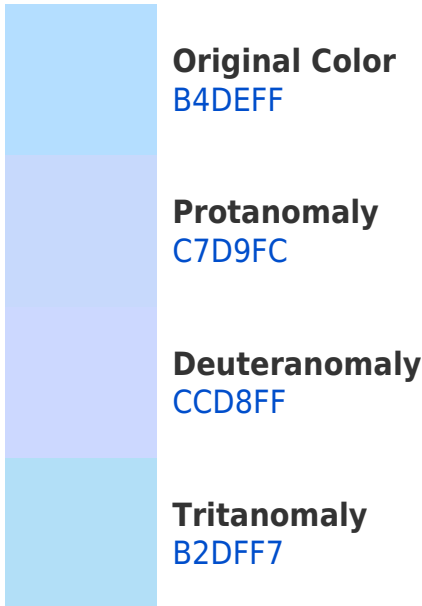 Original Color
B4DEFF
Protanomaly
C7D9FC
Deuteranomaly
CCD8FF
Tritanomaly
B2DFF7